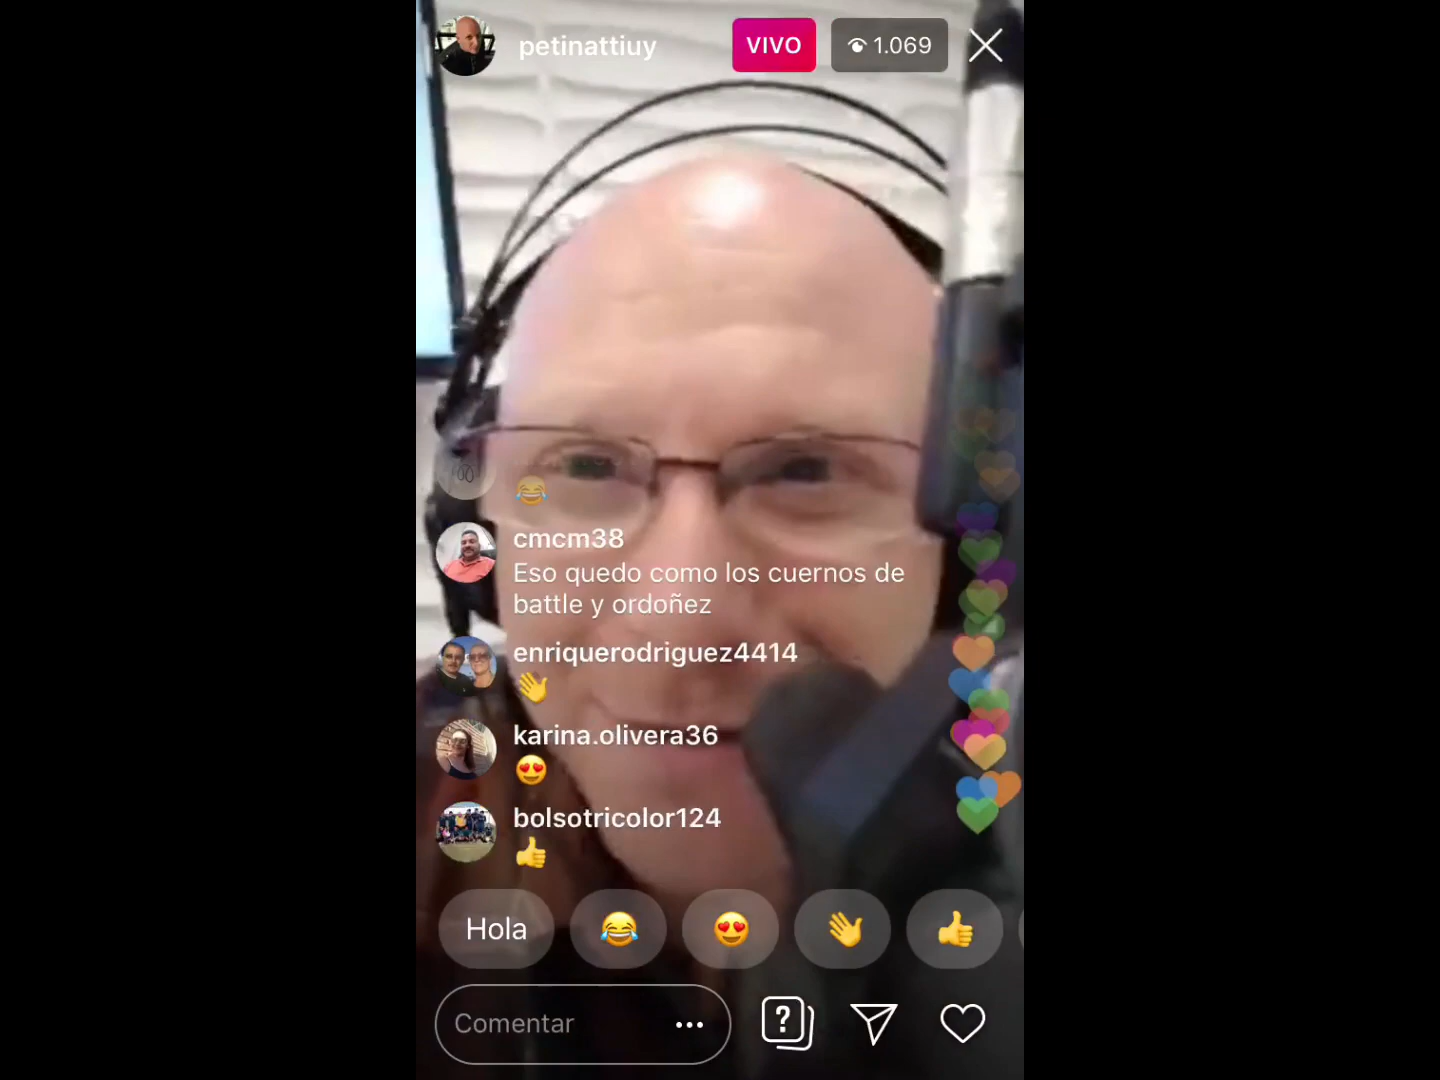 petinattiuy
VIVO
1.069
cmcm38
Eso quedo como los cuernos de
battle y ordoñez
enriquerodriguez4414
karina.olivera36
bolsotricolor124
Hola
Comentar